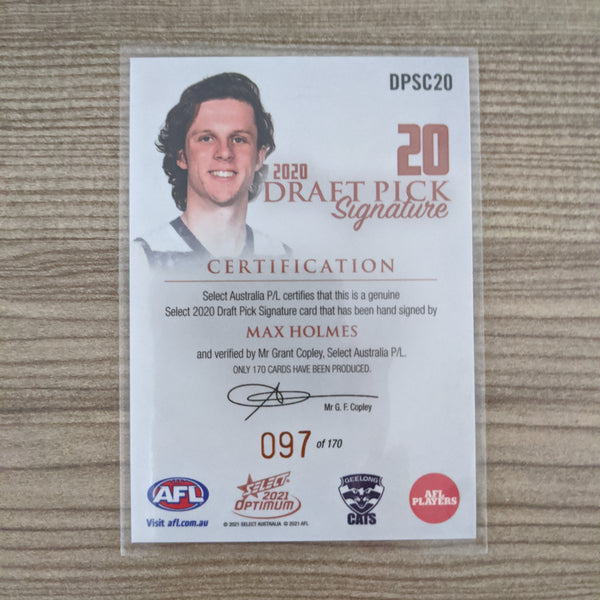 DPSC20
20
2020
DRAFT PICK
Signature
CERTIFICATION
Select Australia P/L certifies that this is a genuine
Select 2020 Draft Pick Signature card that has been hand signed by
MAX HOLMES
and verified by Mr Grant Copley, Select Australia P/L.
ONLY 170 CARDS HAVE BEEN PRODUCED.
Mr G. F. Copley
097 of 170
AFL
Visit afl.com.au
SELECT
2021
OPTIMUM
© 2021 SELECT AUSTRALIA © 2021 AFL
GEELONG
CATS
AFL
PLAYERS